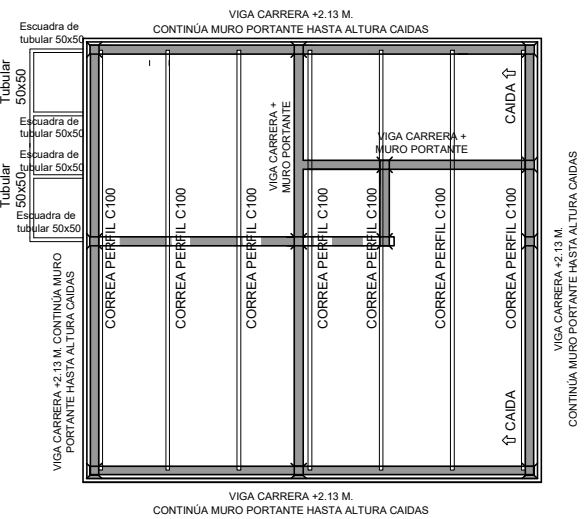 VIGA CARRERA +2.13 M.
CONTINÚA MURO PORTANTE HASTA ALTURA CAIDAS
Escuadra de
tubular 50x50
Tubular
50x50
Escuadra de
tubular 50x50
Escuadra de
tubular 50x50
Tubular
50x50
Escuadra de
tubular 50x50
VIGA CARRERA +
MURO PORTANTE
VIGA CARRERA +
MURO PORTANTE
CAIDA
CORREA PERFIL C100
CORREA PERFIL C100
CORREA PERFIL C100
CORREA PERFIL C100
CORREA PERFIL C100
CORREA PERFIL C100
CORREA PERFIL C100
CAIDA
VIGA CARRERA +2.13 M. CONTINÚA MURO
PORTANTE HASTA ALTURA CAIDAS
VIGA CARRERA +2.13 M.
CONTINÚA MURO PORTANTE HASTA ALTURA CAIDAS
VIGA CARRERA +2.13 M.
CONTINÚA MURO PORTANTE HASTA ALTURA CAIDAS